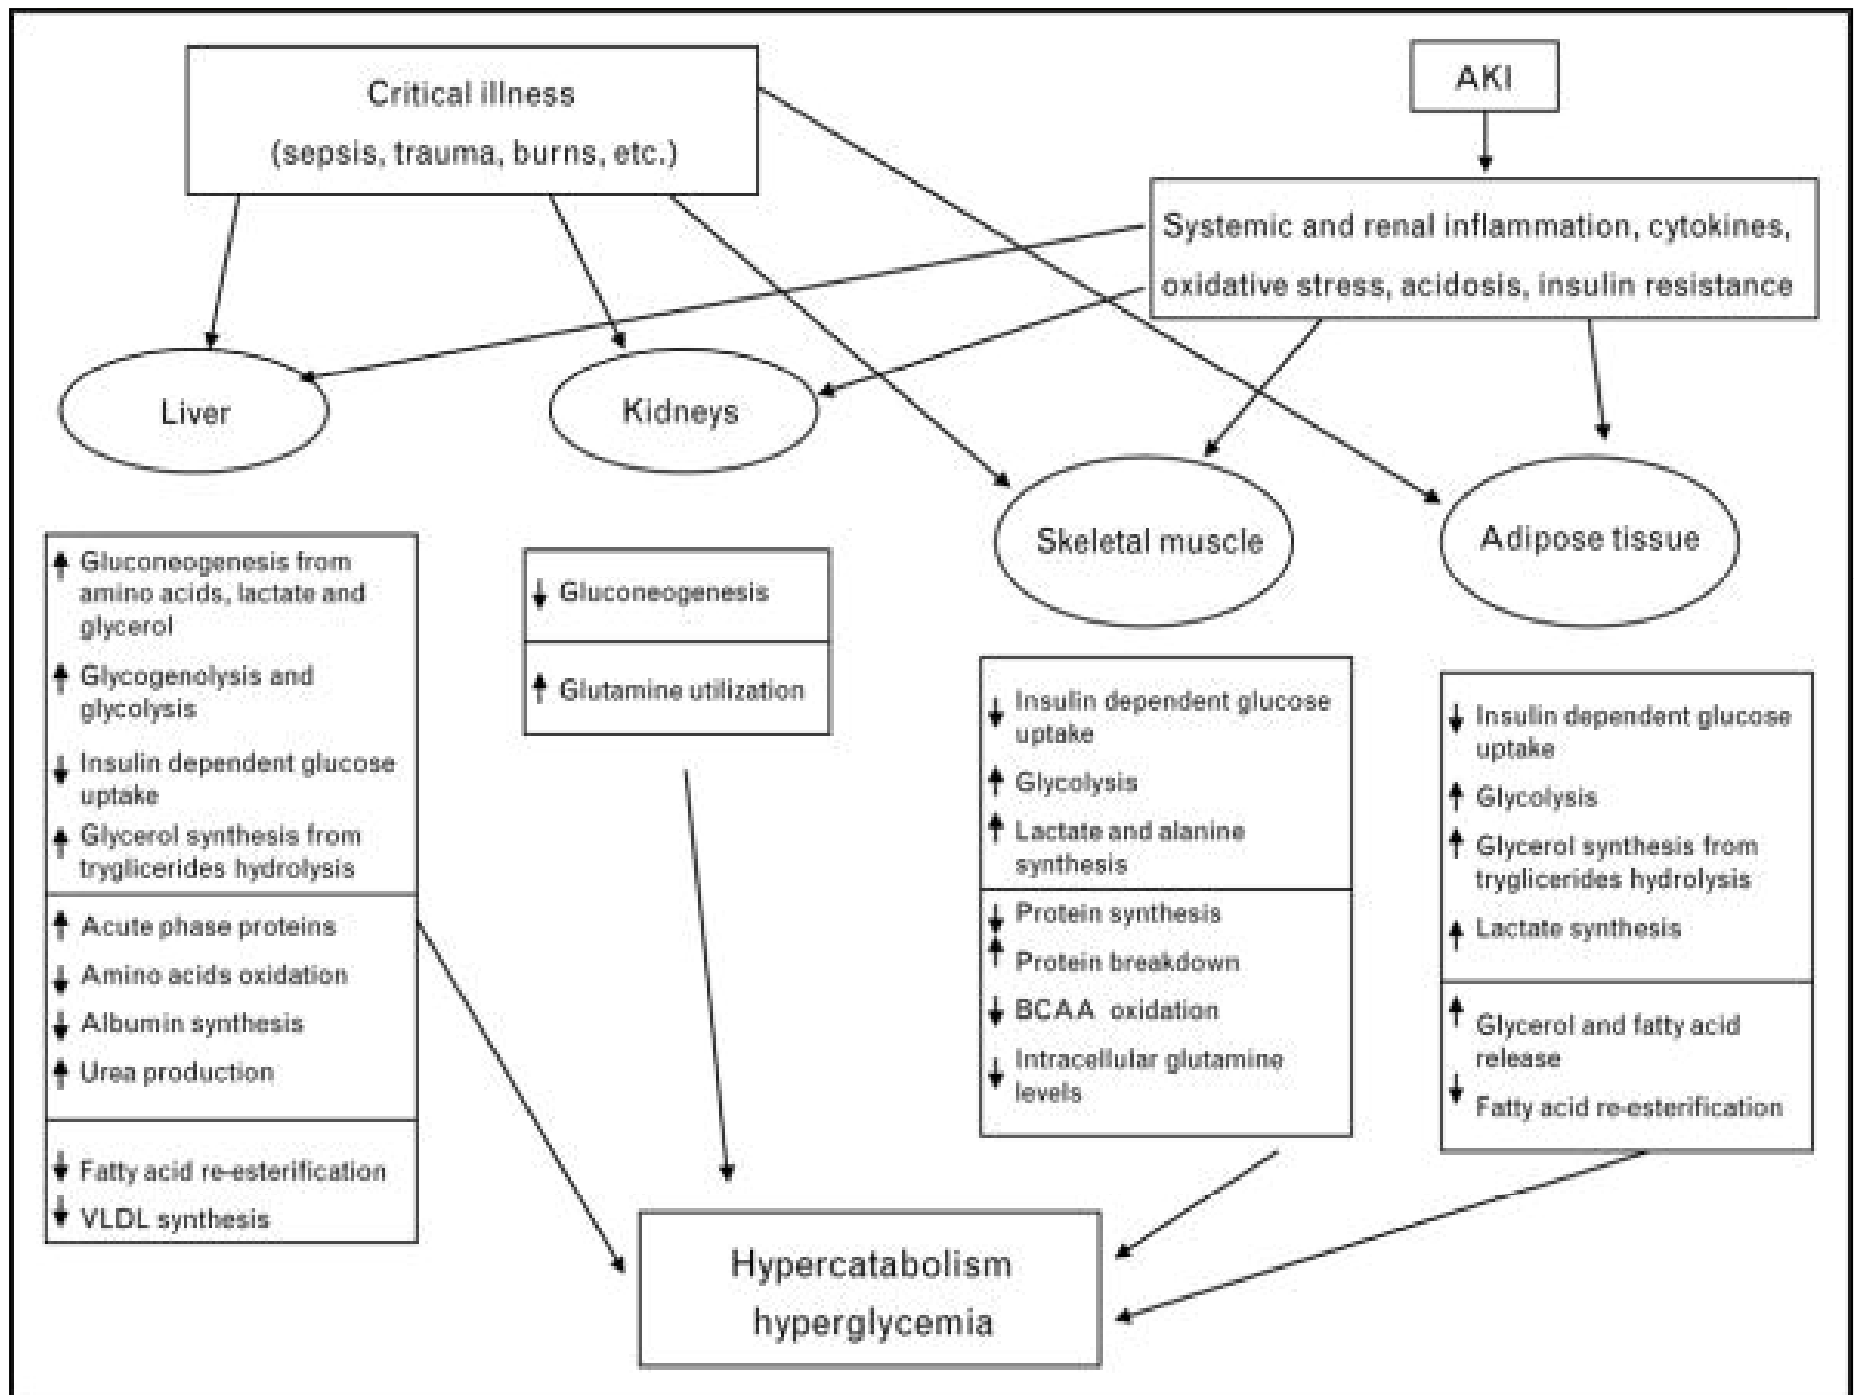 Critical illness
(sepsis, trauma, burns, etc.)
AKI
Systemic and renal inflammation, cytokines,
oxidative stress, acidosis, insulin resistance
Liver
Kidneys
Skeletal muscle
Adipose tissue
↑ Gluconeogenesis from
amino acids, lactate and
glycerol
↑ Glycogenolysis and
glycolysis
↓ Insulin dependent glucose
uptake
↑ Glycerol synthesis from
tryglicerides hydrolysis
↑ Acute phase proteins
↓ Amino acids oxidation
↓ Albumin synthesis
↑ Urea production
↓ Fatty acid re-esterification
↓ VLDL synthesis
↓ Gluconeogenesis
↑ Glutamine utilization
↓ Insulin dependent glucose
uptake
↑ Glycolysis
↑ Lactate and alanine
synthesis
↓ Protein synthesis
↑ Protein breakdown
↓ BCAA oxidation
↓ Intracellular glutamine
levels
↓ Insulin dependent glucose
uptake
↑ Glycolysis
↑ Glycerol synthesis from
tryglicerides hydrolysis
↑ Lactate synthesis
↑ Glycerol and fatty acid
release
↓ Fatty acid re-esterification
Hypercatabolism
hyperglycemia